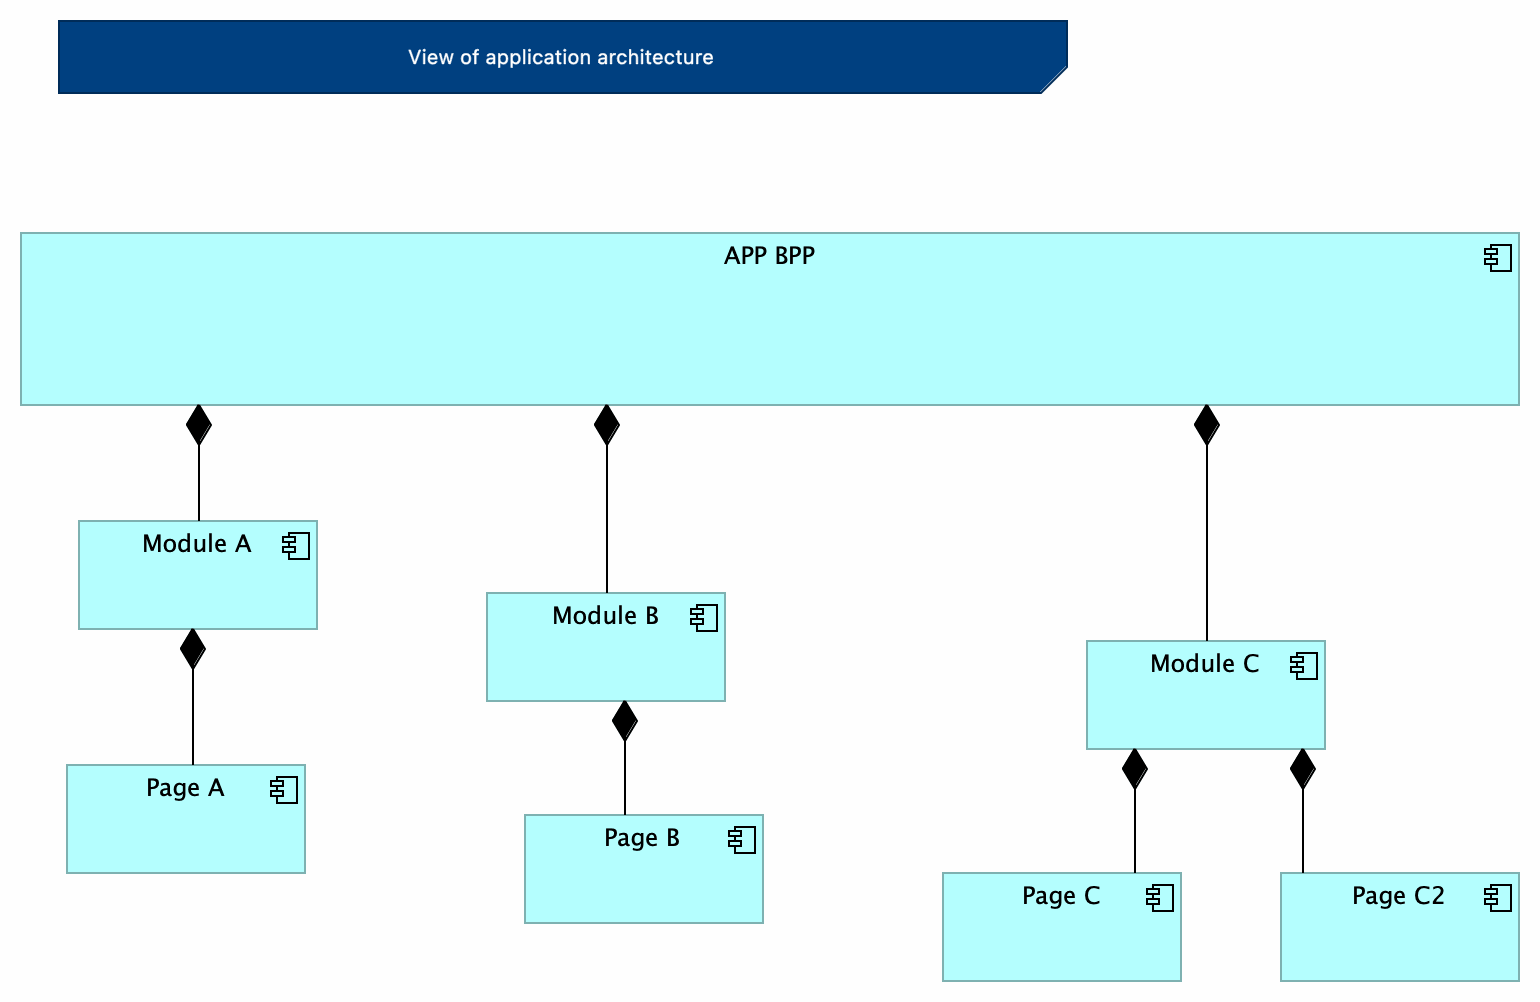 View of application architecture
APP BPP
Module A
Module B
Module C
Page A
Page B
Page C
Page C2